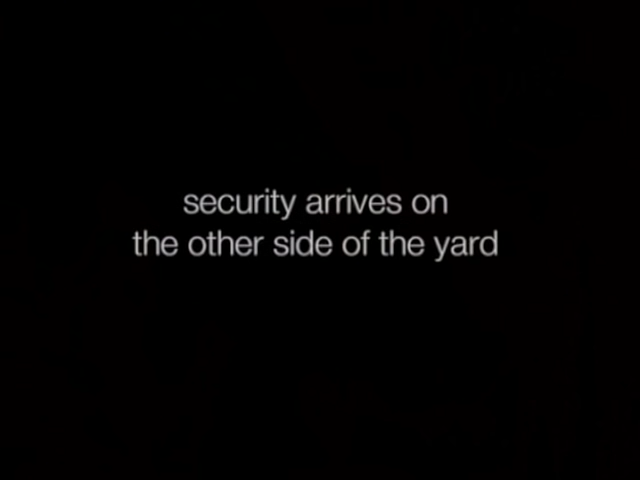 security arrives on
the other side of the yard